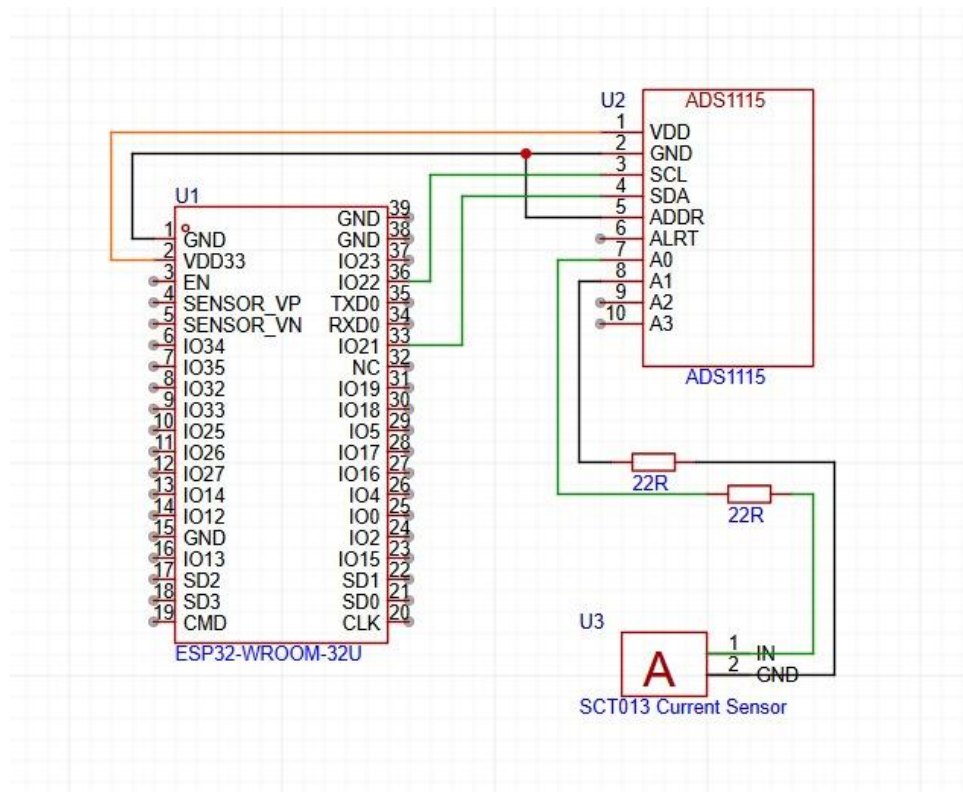 U2
ADS1115
1 VDD
2 GND
3 SCL
4 SDA
5 ADDR
6 ALRT
7 A0
8 A1
9 A2
10 A3
ADS1115
U1
1 GND
2 VDD33
3 EN
4 SENSOR_VP
5 SENSOR_VN
6 IO34
7 IO35
8 IO32
9 IO33
10 IO25
11 IO26
12 IO27
13 IO14
14 IO12
15 GND
16 IO13
17 SD2
18 SD3
19 CMD
GND 39
GND 38
IO23 37
IO22 36
TXD0 35
RXD0 34
IO21 33
NC 32
IO19 31
IO18 30
IO5 29
IO17 28
IO16 27
IO4 26
IO0 25
IO2 24
IO15 23
SD1 22
SD0 21
CLK 20
ESP32-WROOM-32U
22R
22R
U3
A
1 IN
2 GND
SCT013 Current Sensor